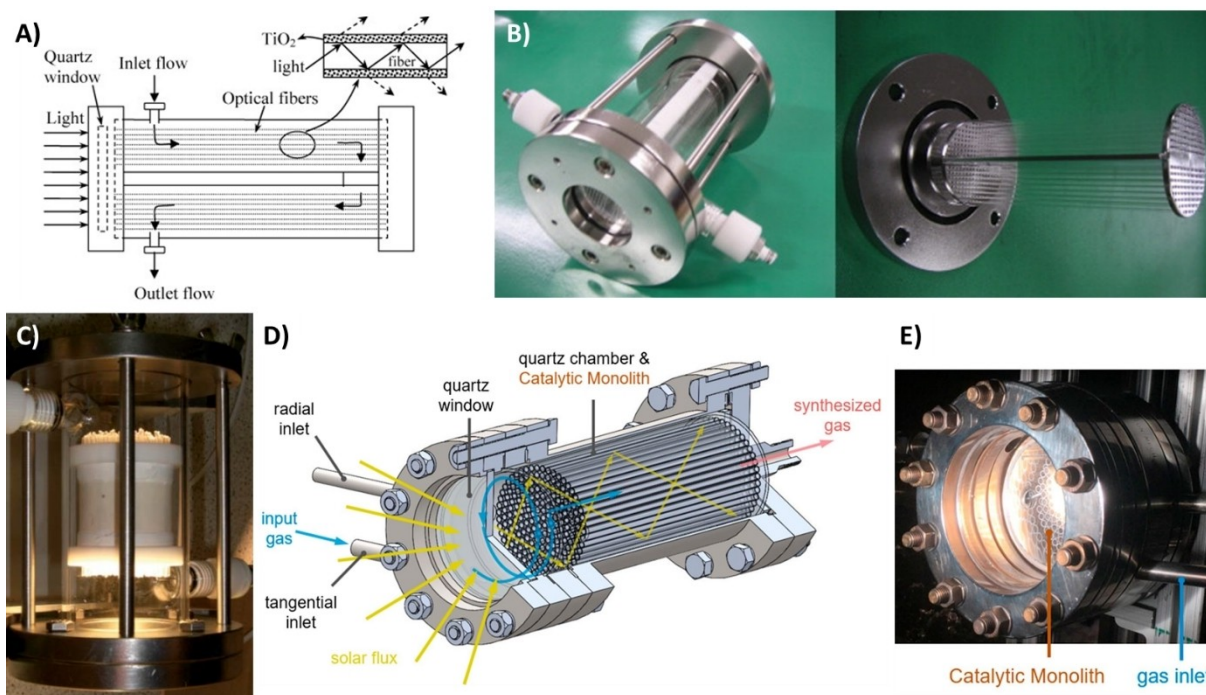 A)
TiO₂
light
fiber
Quartz
window
Inlet flow
Optical fibers
Light
Outlet flow
B)
C)
D)
quartz chamber &
Catalytic Monolith
quartz
window
radial
inlet
synthesized
gas
input
gas
tangential
inlet
solar flux
E)
Catalytic Monolith
gas inlet